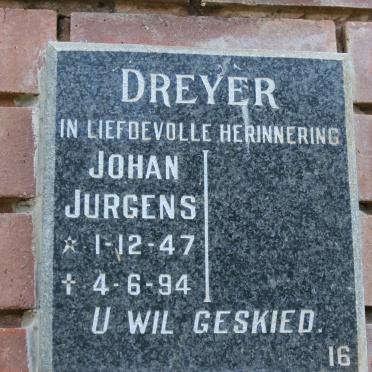 DREYER
IN LIEFDEVOLLE HERINNERING
JOHAN
JURGENS
☆ 1-12-47
✝ 4-6-94
U WIL GESKIED.
16